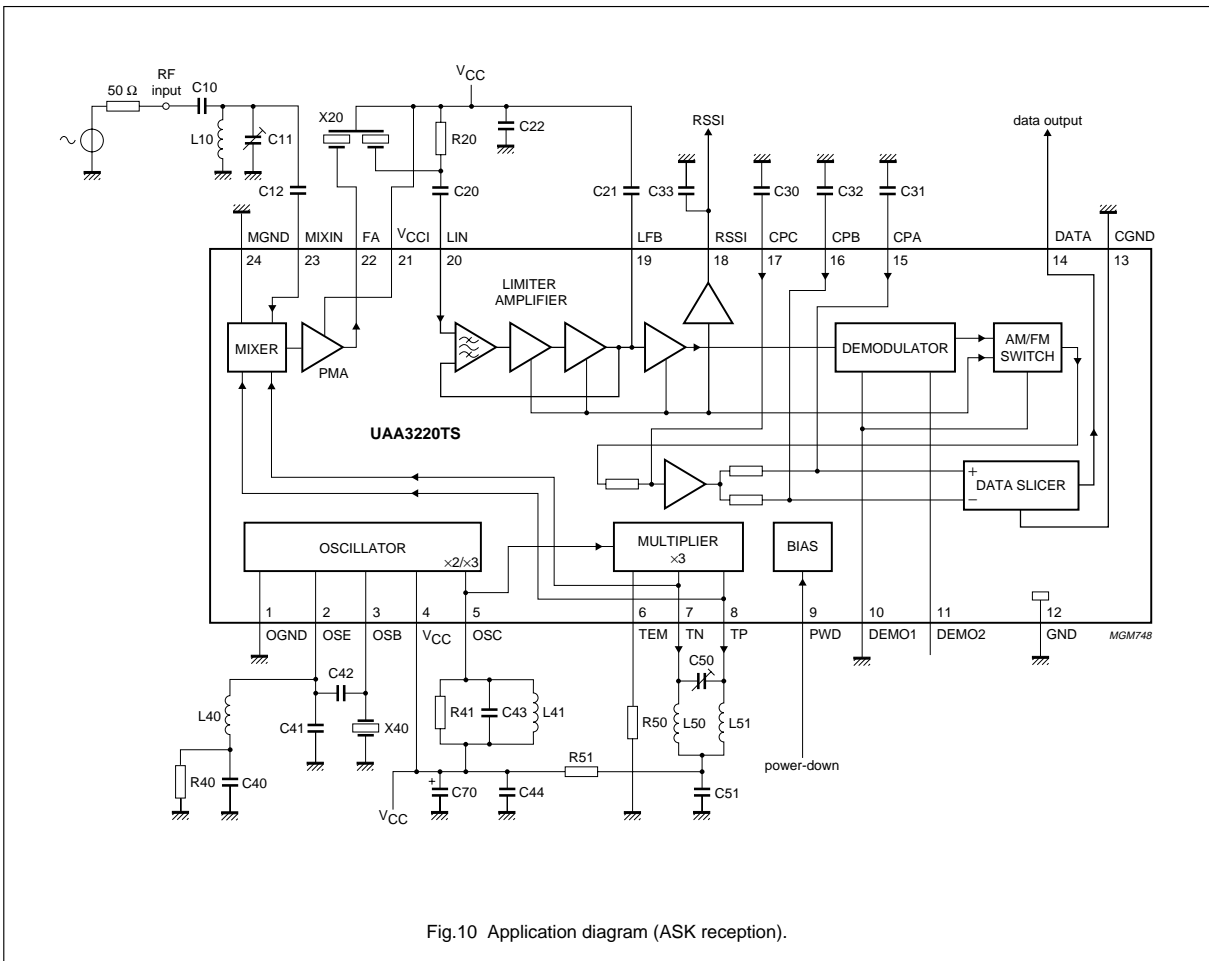 VCC
RF
input
50 Ω
C10
X20
R20
C22
RSSI
data output
L10
C11
C12
C20
C21
C33
C30
C32
C31
MGND MIXIN FA VCCI LIN LFB RSSI CPC CPB CPA DATA CGND
24 23 22 21 20 19 18 17 16 15 14 13
LIMITER
AMPLIFIER
MIXER
PMA
DEMODULATOR
AM/FM
SWITCH
UAA3220TS
+
−
DATA SLICER
OSCILLATOR
×2/×3
MULTIPLIER
×3
BIAS
1 2 3 4 5 6 7 8 9 10 11 12
OGND OSE OSB VCC OSC TEM TN TP PWD DEMO1 DEMO2 GND
MGM748
C42
C50
L40
C41
X40
R41
C43
L41
R50
L50
L51
R40
C40
VCC
+
C70
C44
R51
C51
power-down
Fig.10 Application diagram (ASK reception).